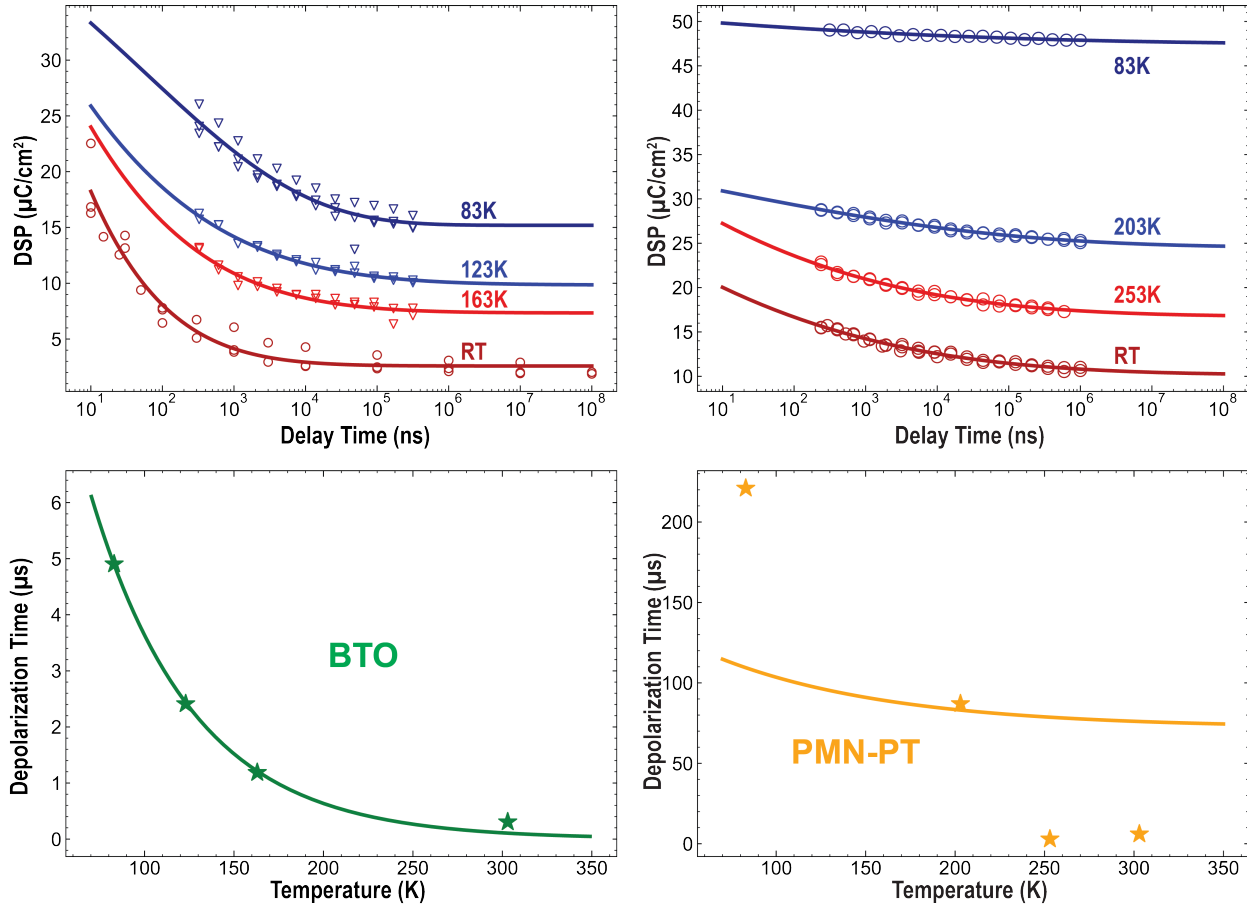 30
25
20
15
10
5
DSP (µC/cm²)
83K
123K
163K
RT
10¹ 10² 10³ 10⁴ 10⁵ 10⁶ 10⁷ 10⁸
Delay Time (ns)
50
45
40
35
30
25
20
15
10
DSP (µC/cm²)
83K
203K
253K
RT
10¹ 10² 10³ 10⁴ 10⁵ 10⁶ 10⁷ 10⁸
Delay Time (ns)
6
5
4
3
2
1
0
Depolarization Time (µs)
BTO
100 150 200 250 300 350
Temperature (K)
200
150
100
50
0
Depolarization Time (µs)
PMN-PT
100 150 200 250 300 350
Temperature (K)